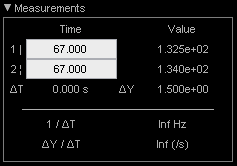 ▼ Measurements
Time Value
1 ¦ 67.000 1.325e+02
2 ¦ 67.000 1.340e+02
ΔT 0.000 s ΔY 1.500e+00
1 / ΔT Inf Hz
ΔY / ΔT Inf (/s)